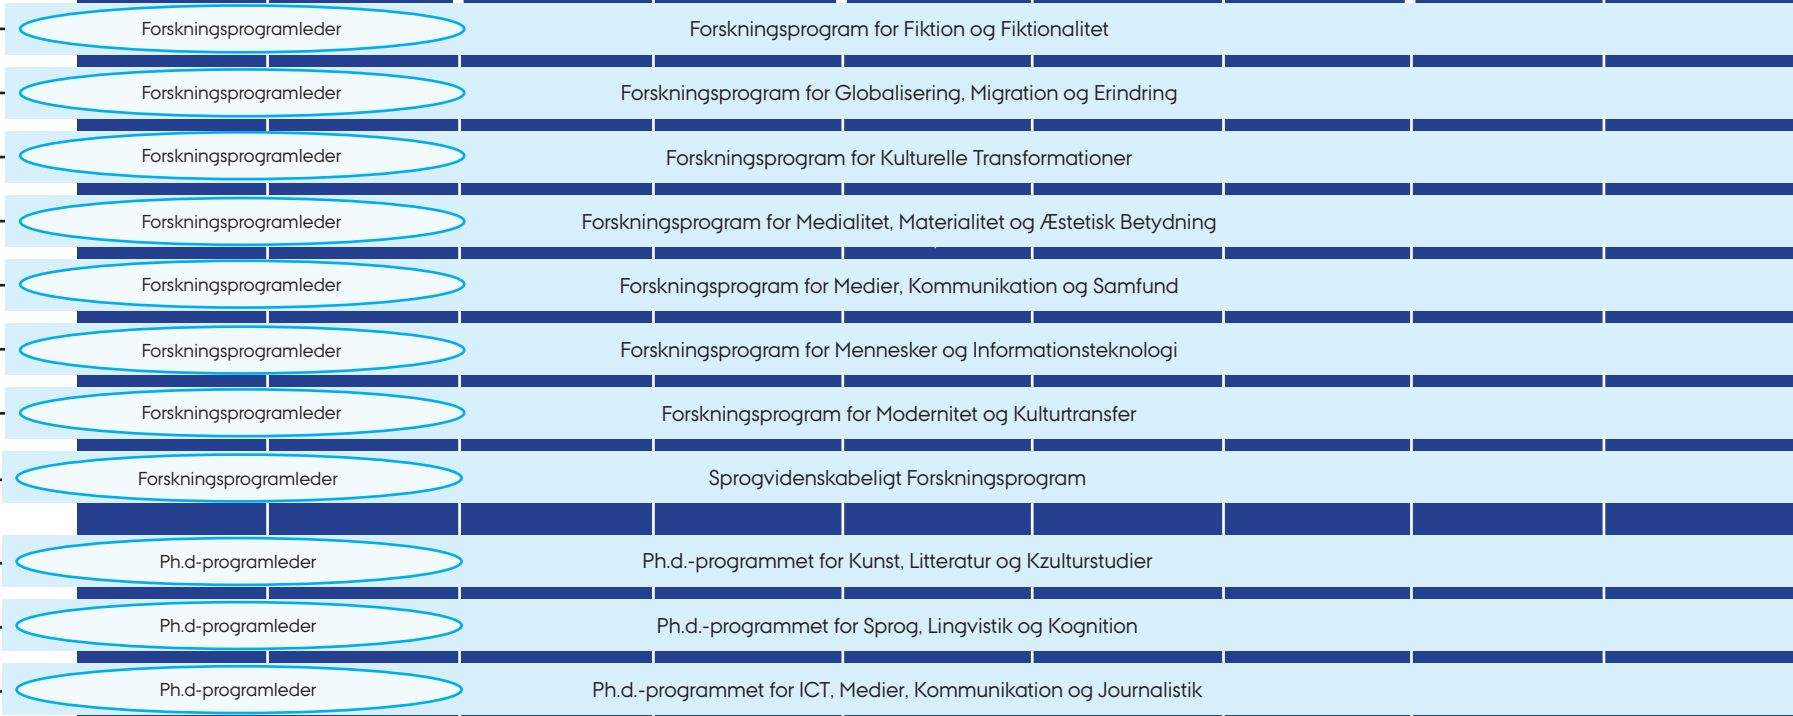 Forskningsprogramleder Forskningsprogram for Fiktion og Fiktionalitet
Forskningsprogramleder Forskningsprogram for Globalisering, Migration og Erindring
Forskningsprogramleder Forskningsprogram for Kulturelle Transformationer
Forskningsprogramleder Forskningsprogram for Medialitet, Materialitet og Æstetisk Betydning
Forskningsprogramleder Forskningsprogram for Medier, Kommunikation og Samfund
Forskningsprogramleder Forskningsprogram for Mennesker og Informationsteknologi
Forskningsprogramleder Forskningsprogram for Modernitet og Kulturtransfer
Forskningsprogramleder Sprogvidenskabeligt Forskningsprogram
Ph.d-programleder Ph.d.-programmet for Kunst, Litteratur og Kzulturstudier
Ph.d-programleder Ph.d.-programmet for Sprog, Lingvistik og Kognition
Ph.d-programleder Ph.d.-programmet for ICT, Medier, Kommunikation og Journalistik